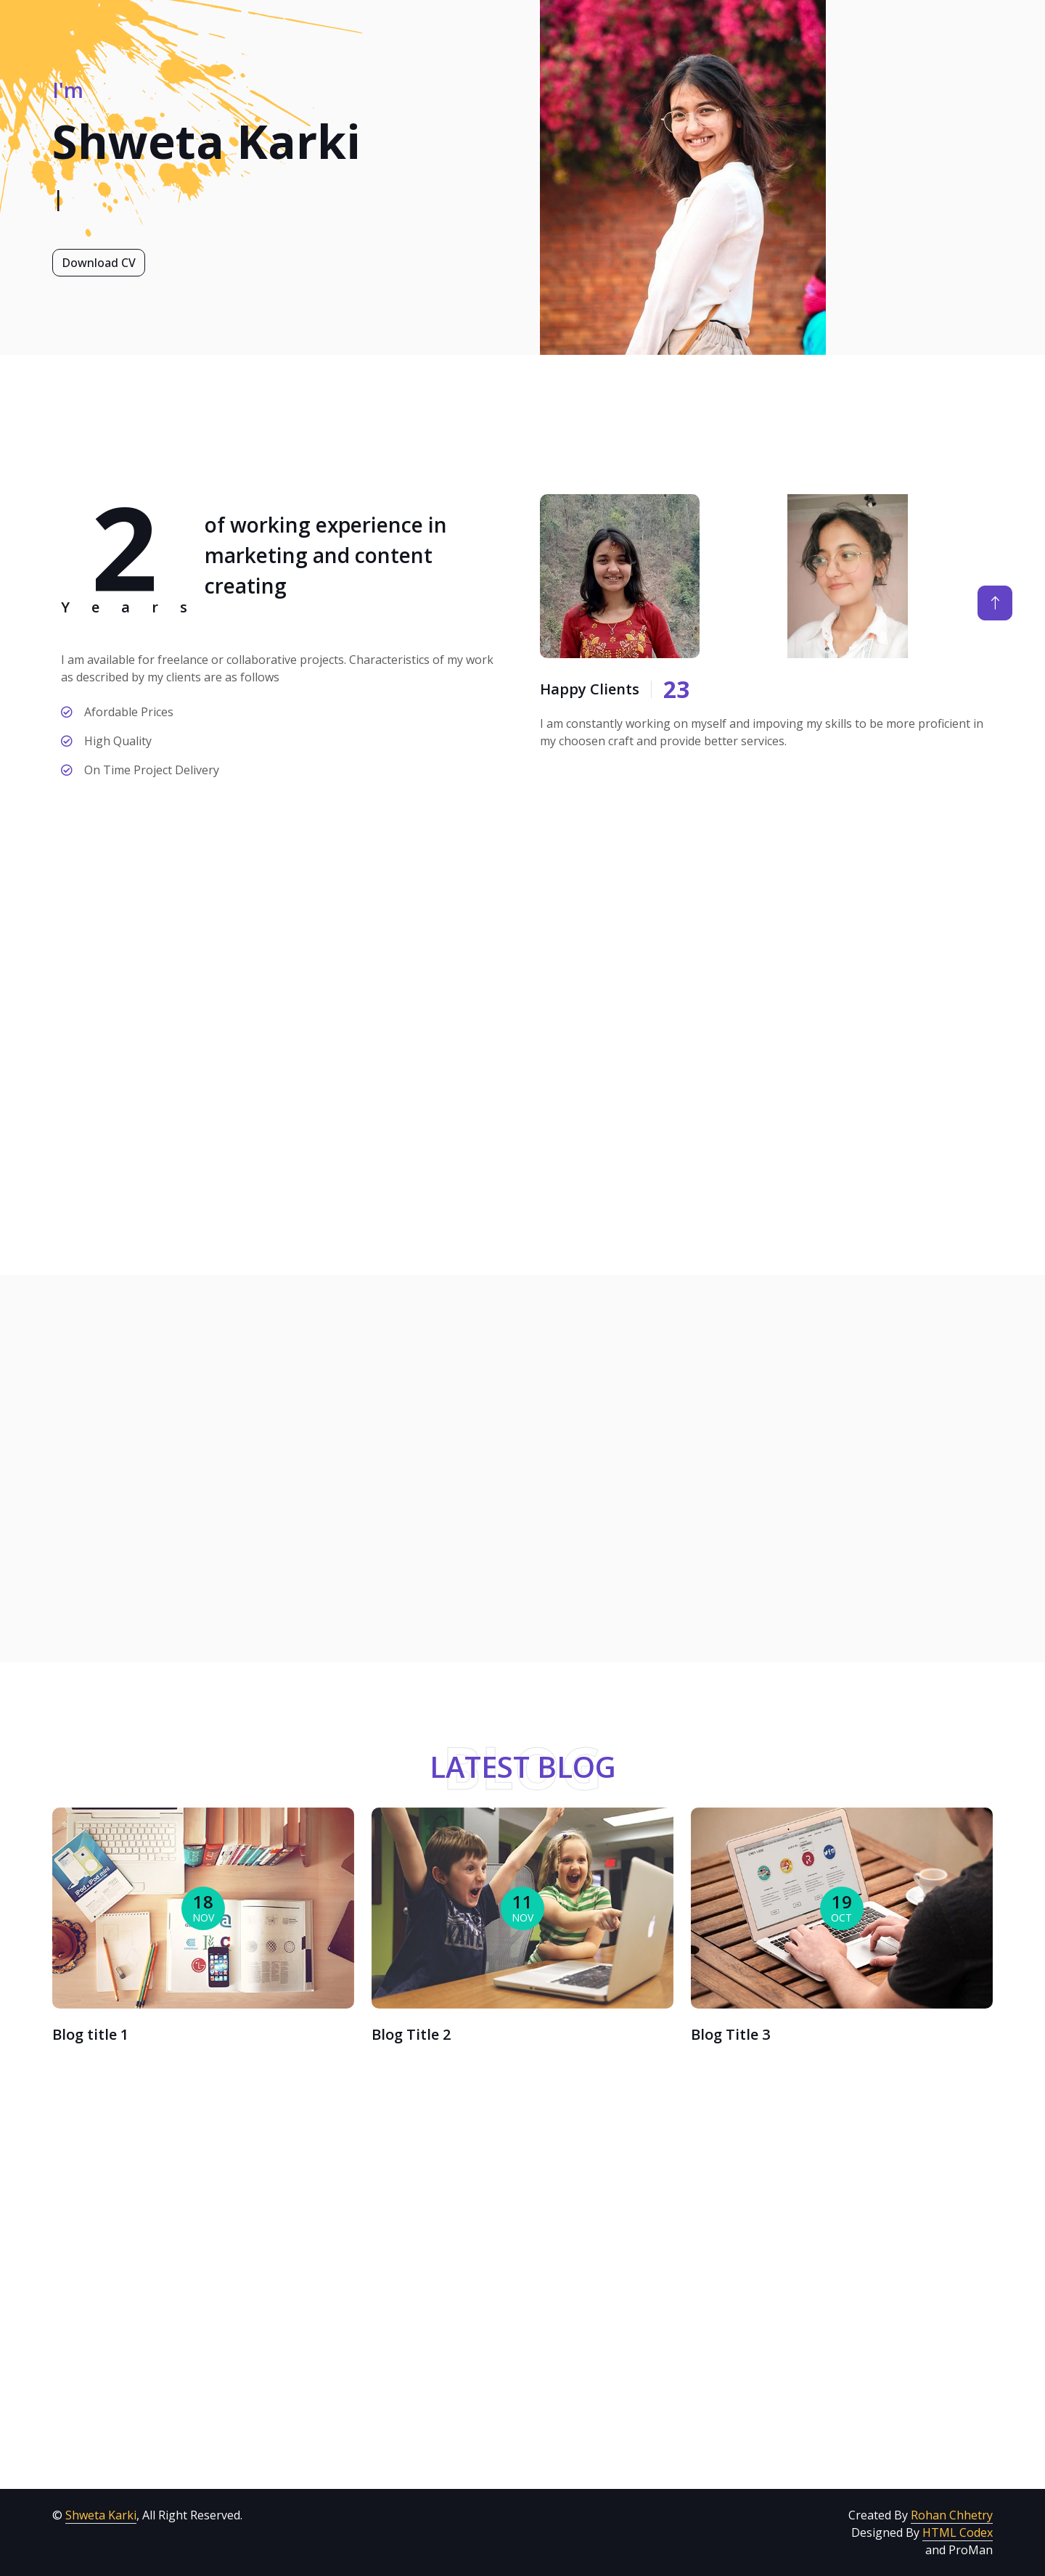 I'm
Shweta Karki
Download CV
2
Years
of working experience in
marketing and content
creating
I am available for freelance or collaborative projects. Characteristics of my work
as described by my clients are as follows
Afordable Prices
High Quality
On Time Project Delivery
Happy Clients 23
I am constantly working on myself and impoving my skills to be more proficient in
my choosen craft and provide better services.
BLOG
LATEST BLOG
18
NOV
11
NOV
19
OCT
Blog title 1
Blog Title 2
Blog Title 3
© Shweta Karki, All Right Reserved.
Created By Rohan Chhetry
Designed By HTML Codex
and ProMan